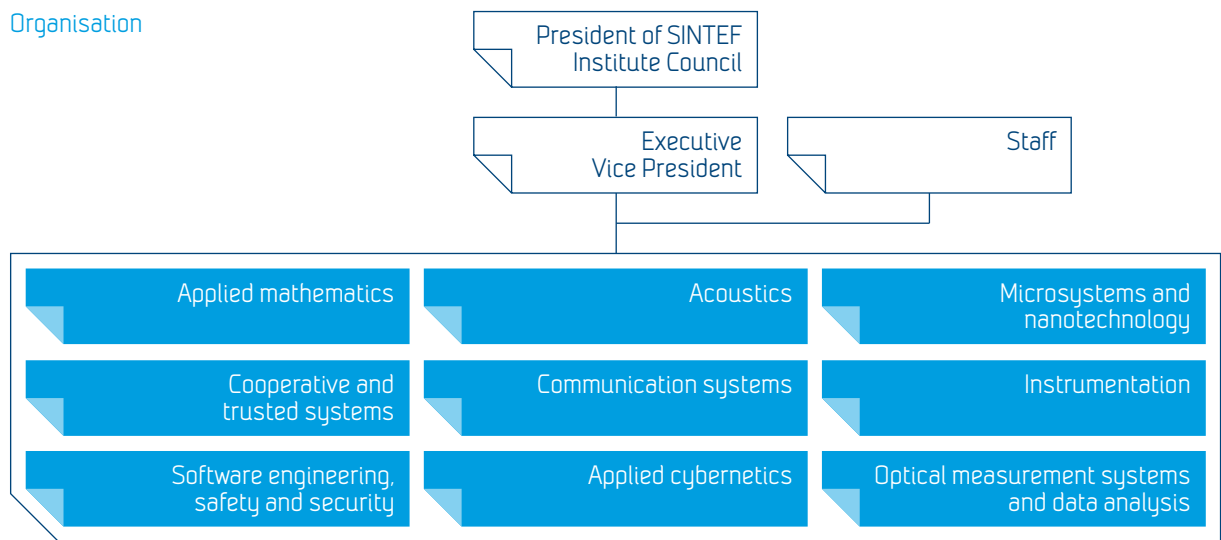 Organisation
President of SINTEF
Institute Council
Executive
Vice President
Staff
Applied mathematics
Acoustics
Microsystems and
nanotechnology
Cooperative and
trusted systems
Communication systems
Instrumentation
Software engineering,
safety and security
Applied cybernetics
Optical measurement systems
and data analysis